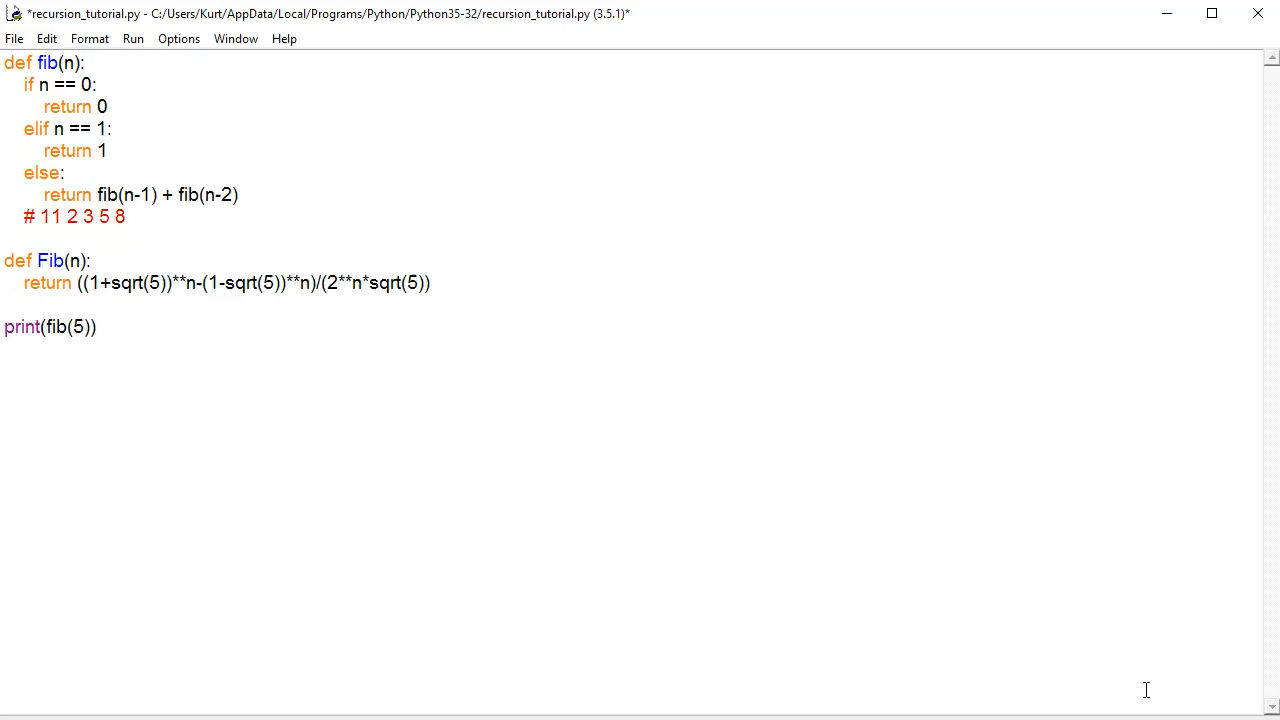 *recursion_tutorial.py - C:/Users/Kurt/AppData/Local/Programs/Python/Python35-32/recursion_tutorial.py (3.5.1)*
File Edit Format Run Options Window Help
def fib(n):
    if n == 0:
        return 0
    elif n == 1:
        return 1
    else:
        return fib(n-1) + fib(n-2)
    # 11 2 3 5 8
def Fib(n):
    return ((1+sqrt(5))**n-(1-sqrt(5))**n)/(2**n*sqrt(5))
print(fib(5))